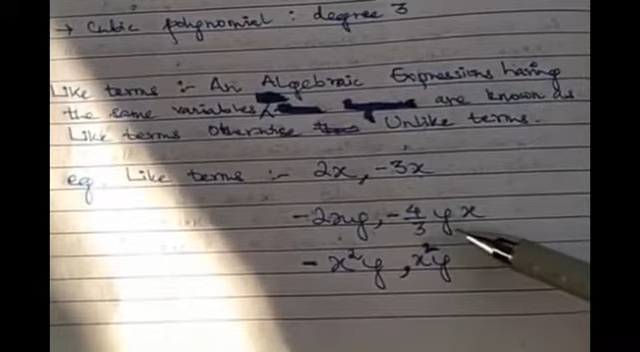 → Cubic polynomial : degree 3
Like terms :- An Algebraic Expressions having
the same variables are known as
Like terms otherwise Unlike terms.
eg Like terms :- 2x, -3x
-2xy, -4/3 yx
- x²y, x²y